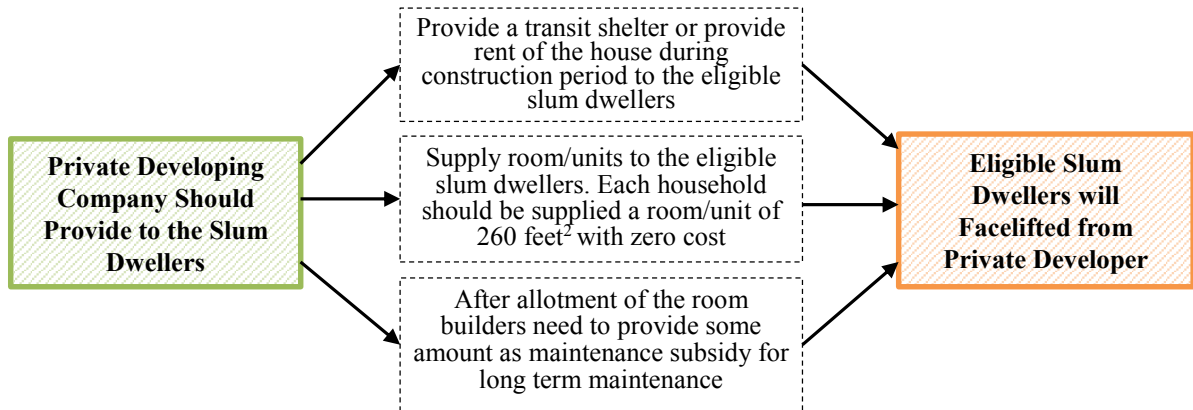 Private Developing
Company Should
Provide to the Slum
Dwellers
Provide a transit shelter or provide
rent of the house during
construction period to the eligible
slum dwellers
Supply room/units to the eligible
slum dwellers. Each household
should be supplied a room/unit of
260 feet² with zero cost
After allotment of the room
builders need to provide some
amount as maintenance subsidy for
long term maintenance
Eligible Slum
Dwellers will
Facelifted from
Private Developer